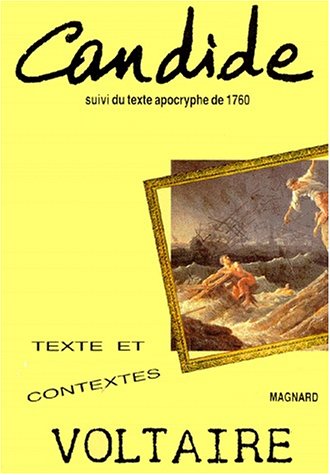 Candide
suivi du texte apocryphe de 1760
TEXTE ET
CONTEXTES
MAGNARD
VOLTAIRE